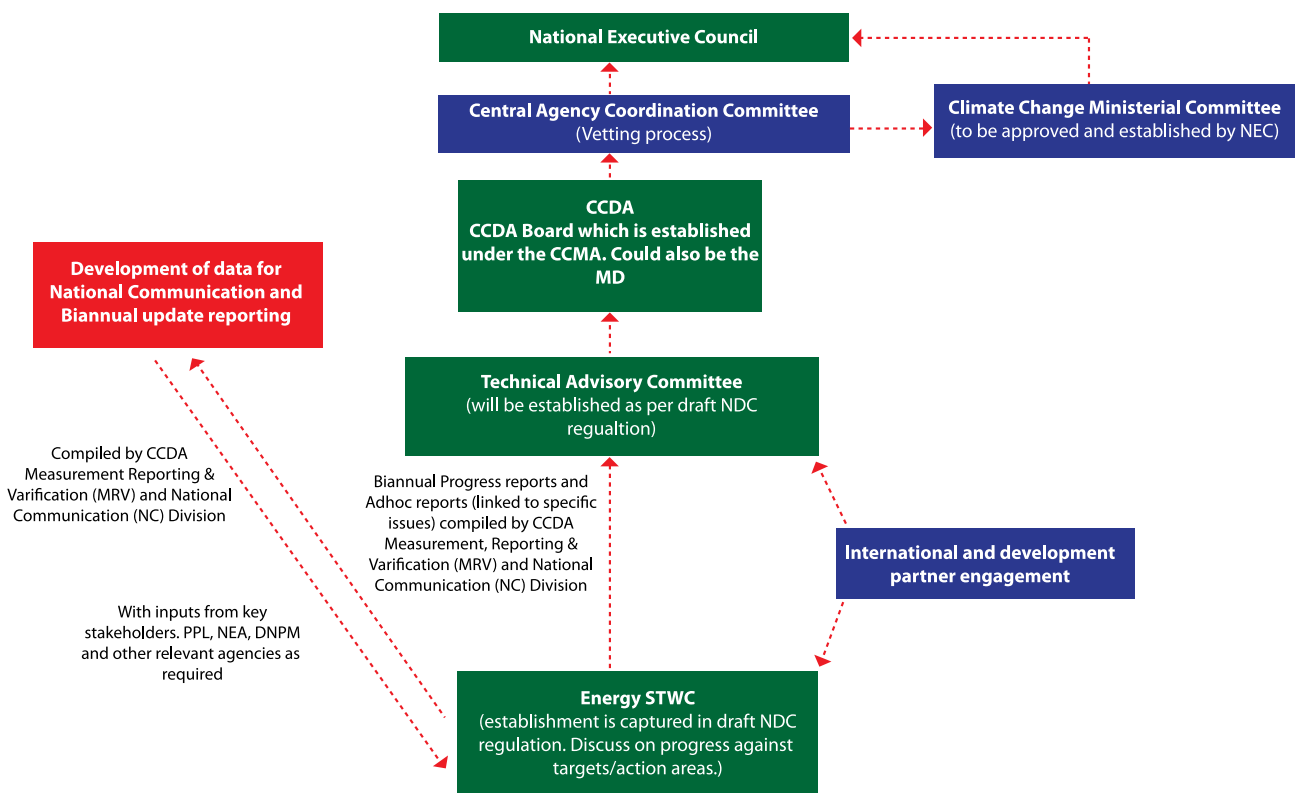 National Executive Council
Central Agency Coordination Committee
(Vetting process)
Climate Change Ministerial Committee
(to be approved and established by NEC)
CCDA
CCDA Board which is established
under the CCMA. Could also be the
MD
Development of data for
National Communication and
Biannual update reporting
Technical Advisory Committee
(will be established as per draft NDC
regualtion)
Compiled by CCDA
Measurement Reporting &
Varification (MRV) and National
Communication (NC) Division
Biannual Progress reports and
Adhoc reports (linked to specific
issues) compiled by CCDA
Measurement, Reporting &
Varification (MRV) and National
Communication (NC) Division
International and development
partner engagement
With inputs from key
stakeholders. PPL, NEA, DNPM
and other relevant agencies as
required
Energy STWC
(establishment is captured in draft NDC
regulation. Discuss on progress against
targets/action areas.)